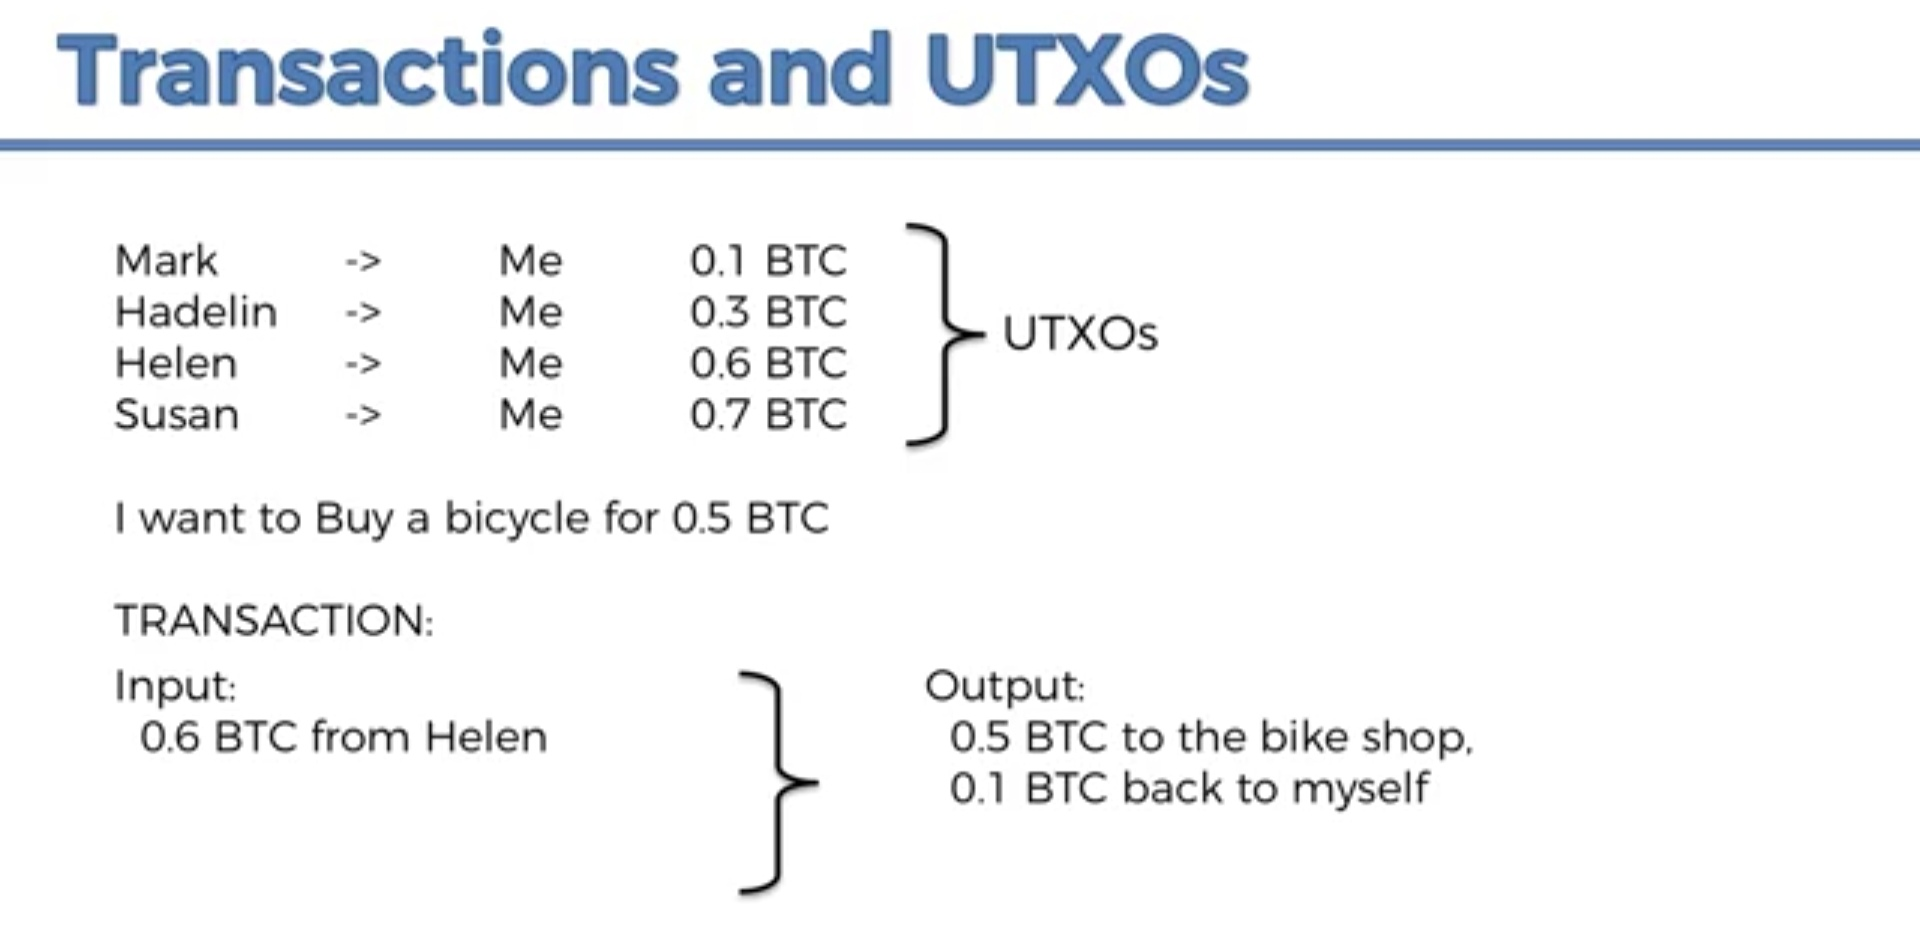 Transactions and UTXOs
Mark -> Me 0.1 BTC
Hadelin -> Me 0.3 BTC
Helen -> Me 0.6 BTC
Susan -> Me 0.7 BTC
UTXOs
I want to Buy a bicycle for 0.5 BTC
TRANSACTION:
Input:
0.6 BTC from Helen
Output:
0.5 BTC to the bike shop,
0.1 BTC back to myself